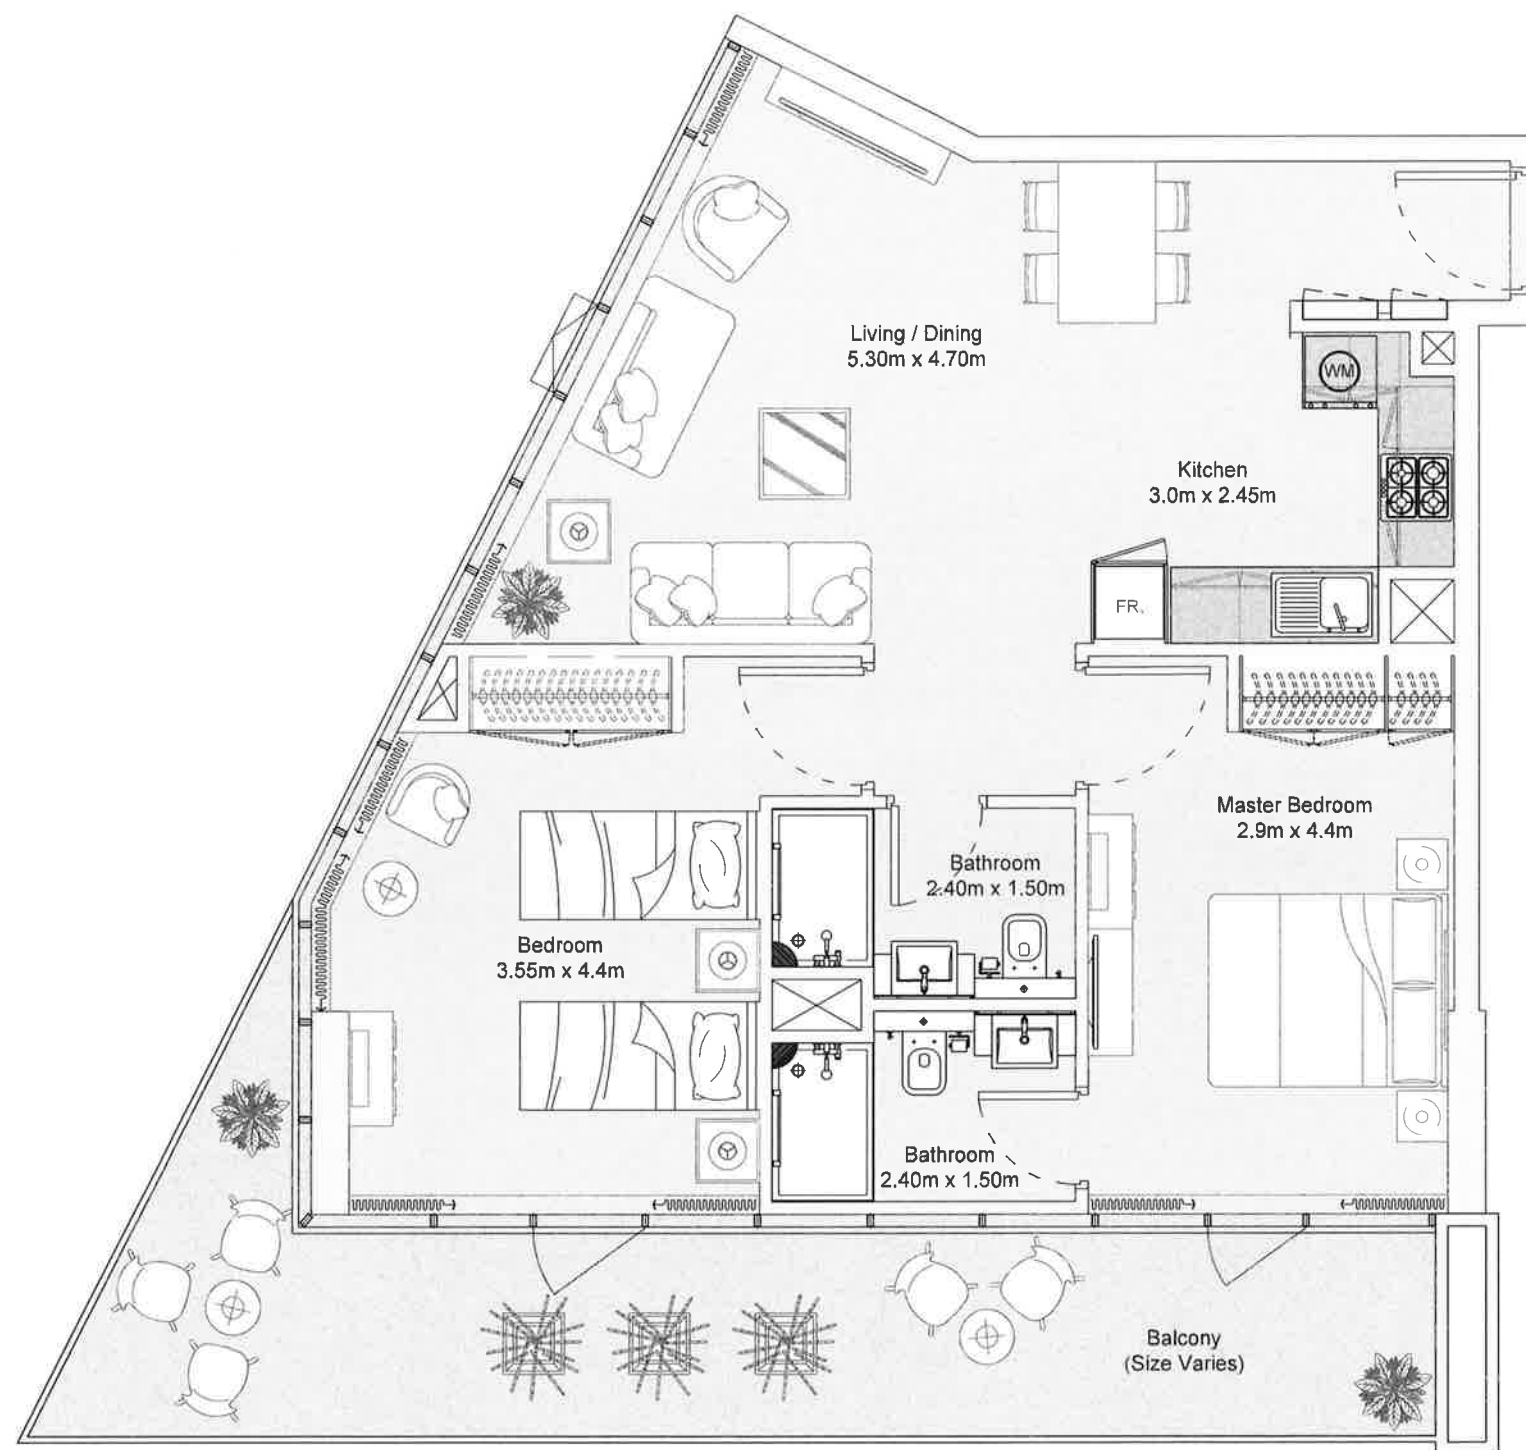 Living / Dining
5.30m x 4.70m
WM
Kitchen
3.0m x 2.45m
FR.
Master Bedroom
2.9m x 4.4m
Bathroom
2.40m x 1.50m
Bedroom
3.55m x 4.4m
Bathroom
2.40m x 1.50m
Balcony
(Size Varies)